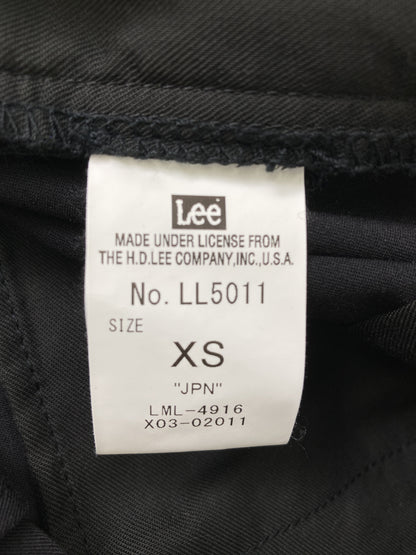 Lee
MADE UNDER LICENSE FROM
THE H.D.LEE COMPANY,INC.,U.S.A.
No. LL5011
SIZE
XS
"JPN"
LML-4916
X03-02011